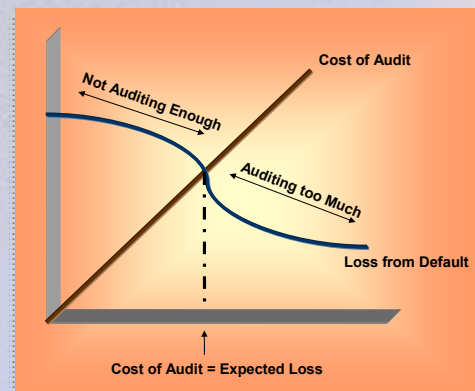 Cost of Audit
Not Auditing Enough
Auditing too Much
Loss from Default
Cost of Audit = Expected Loss